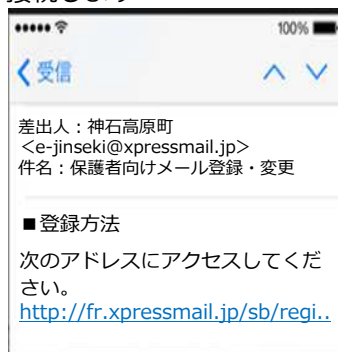 100%
受信
差出人：神石高原町
<e-jinseki@xpressmail.jp>
件名：保護者向けメール登録・変更
■登録方法
次のアドレスにアクセスしてくだ
さい。
http://fr.xpressmail.jp/sb/regi..